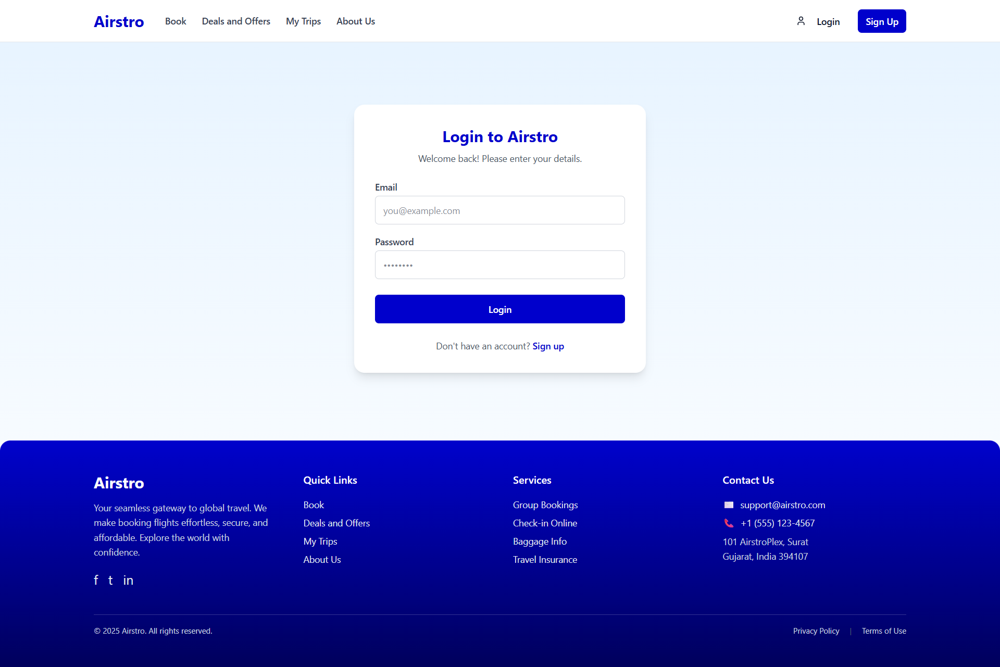 Airstro
Book
Deals and Offers
My Trips
About Us
Login
Sign Up
Login to Airstro
Welcome back! Please enter your details.
Email
you@example.com
Password
••••••••
Login
Don't have an account? Sign up
Airstro
Your seamless gateway to global travel. We
make booking flights effortless, secure, and
affordable. Explore the world with
confidence.
f t in
Quick Links
Book
Deals and Offers
My Trips
About Us
Services
Group Bookings
Check-in Online
Baggage Info
Travel Insurance
Contact Us
support@airstro.com
+1 (555) 123-4567
101 AirstroPlex, Surat
Gujarat, India 394107
© 2025 Airstro. All rights reserved.
Privacy Policy | Terms of Use